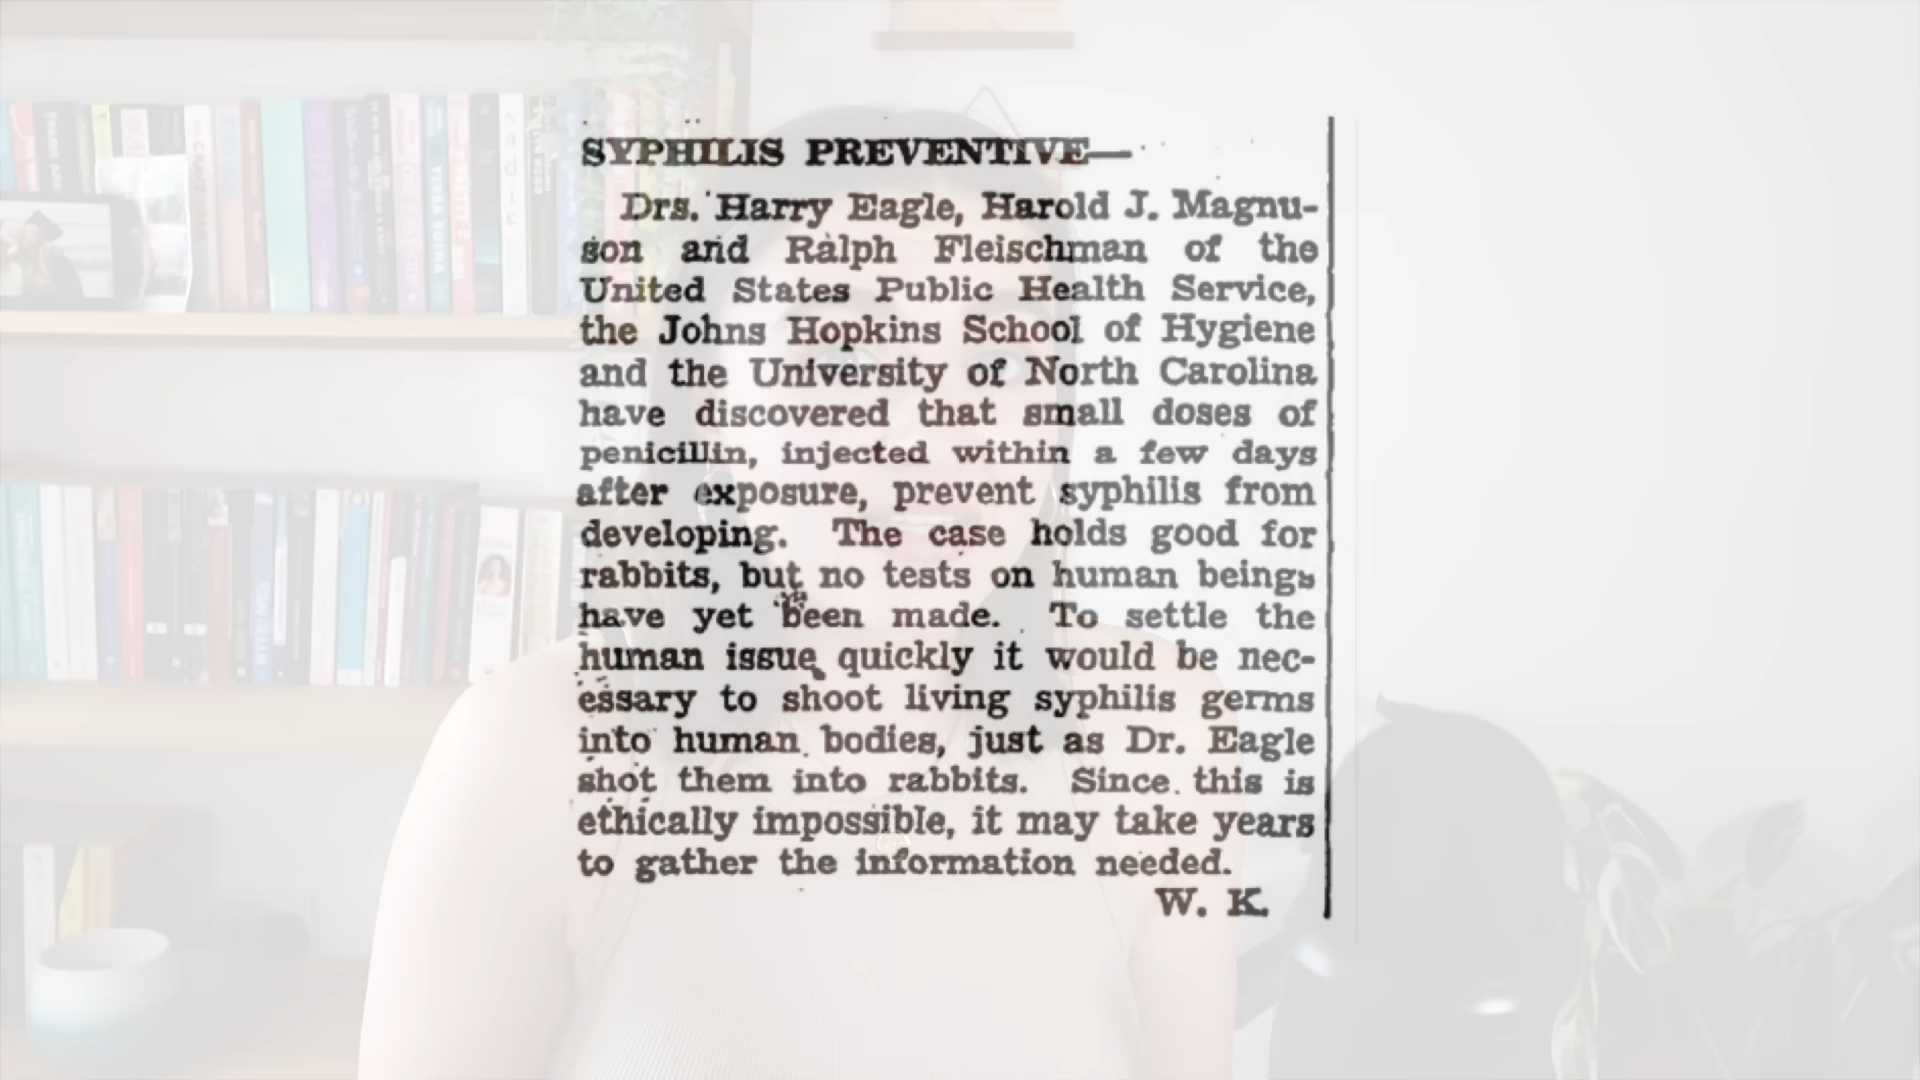 SYPHILIS PREVENTIVE—
Drs. Harry Eagle, Harold J. Magnu-
son and Ralph Fleischman of the
United States Public Health Service,
the Johns Hopkins School of Hygiene
and the University of North Carolina
have discovered that small doses of
penicillin, injected within a few days
after exposure, prevent syphilis from
developing. The case holds good for
rabbits, but no tests on human beings
have yet been made. To settle the
human issue quickly it would be nec-
essary to shoot living syphilis germs
into human bodies, just as Dr. Eagle
shot them into rabbits. Since this is
ethically impossible, it may take years
to gather the information needed.
W. K.